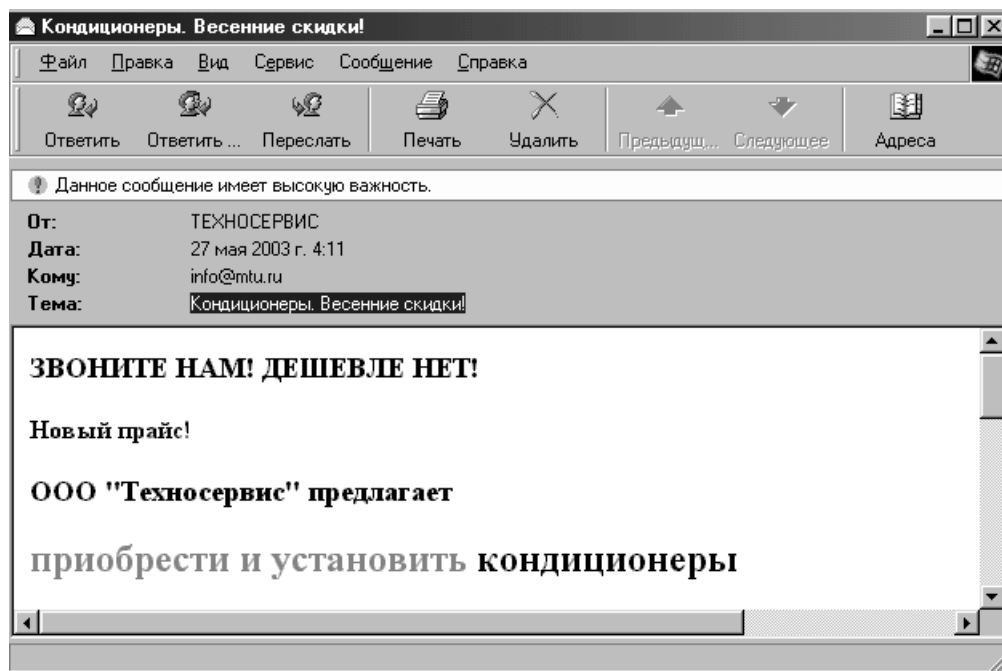 Кондиционеры. Весенние скидки!
Файл Правка Вид Сервис Сообщение Справка
Ответить Ответить ... Переслать Печать Удалить Предыдущ... Следующее Адреса
Данное сообщение имеет высокую важность.
От: ТЕХНОСЕРВИС
Дата: 27 мая 2003 г. 4:11
Кому: info@mtu.ru
Тема: Кондиционеры. Весенние скидки!
ЗВОНИТЕ НАМ! ДЕШЕВЛЕ НЕТ!
Новый прайс!
ООО "Техносервис" предлагает
приобрести и установить кондиционеры